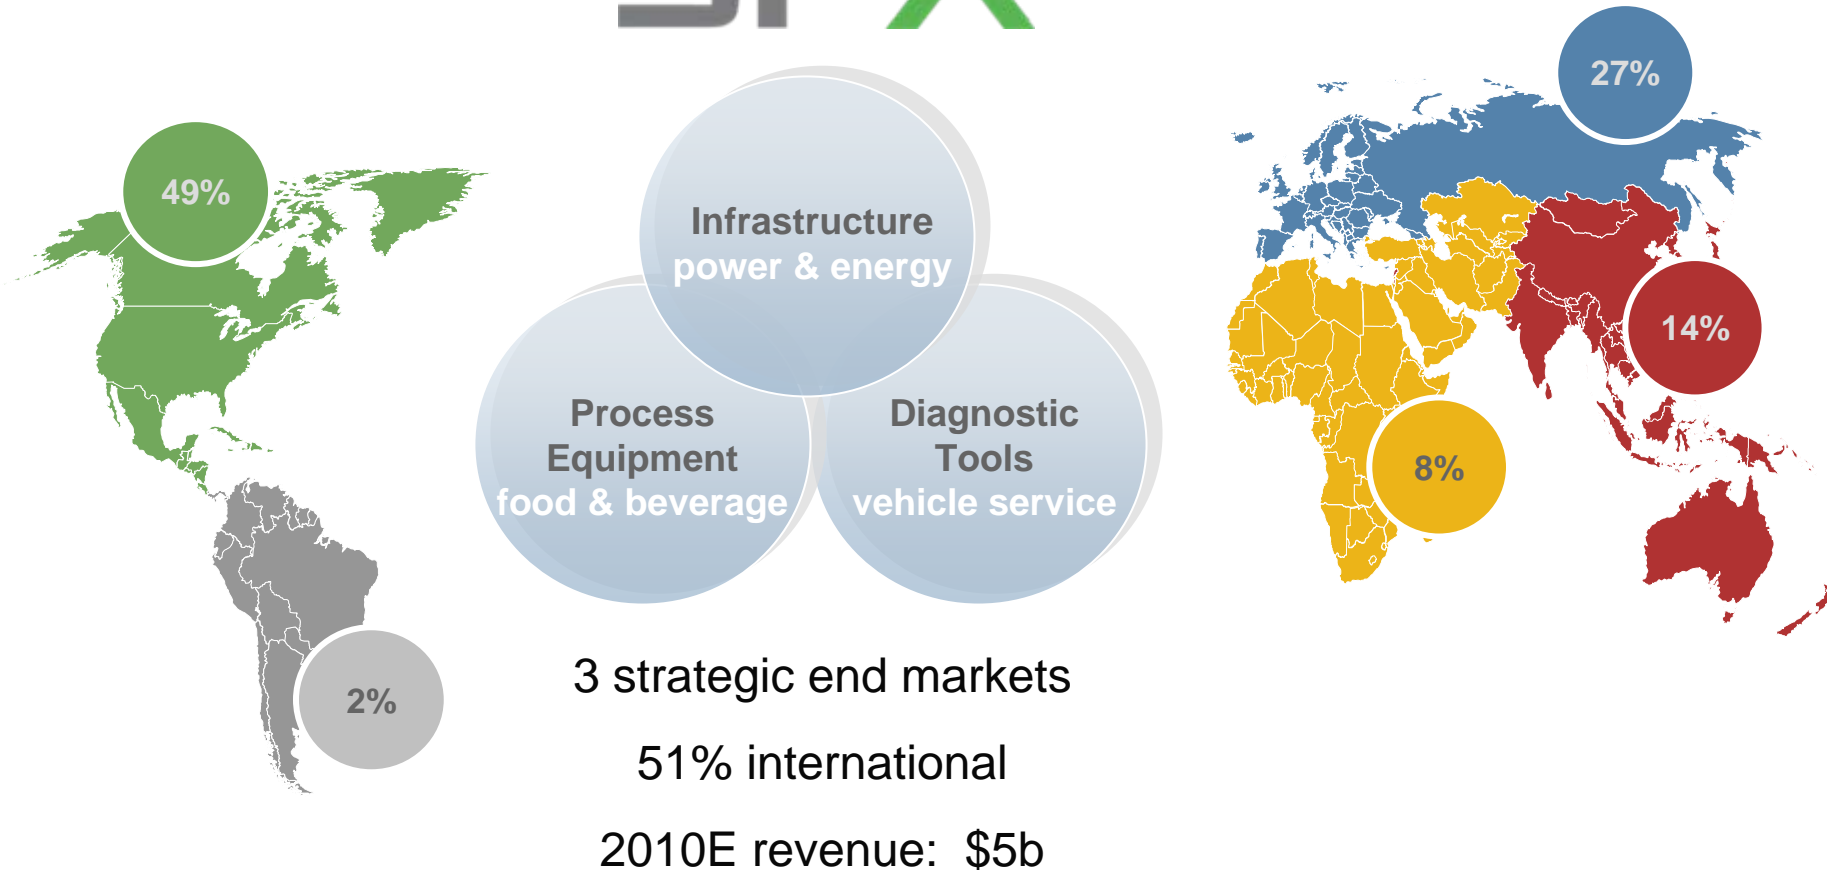 SPX
49%
27%
Infrastructure
power & energy
14%
Process
Equipment
food & beverage
Diagnostic
Tools
vehicle service
8%
2%
3 strategic end markets
51% international
2010E revenue: $5b